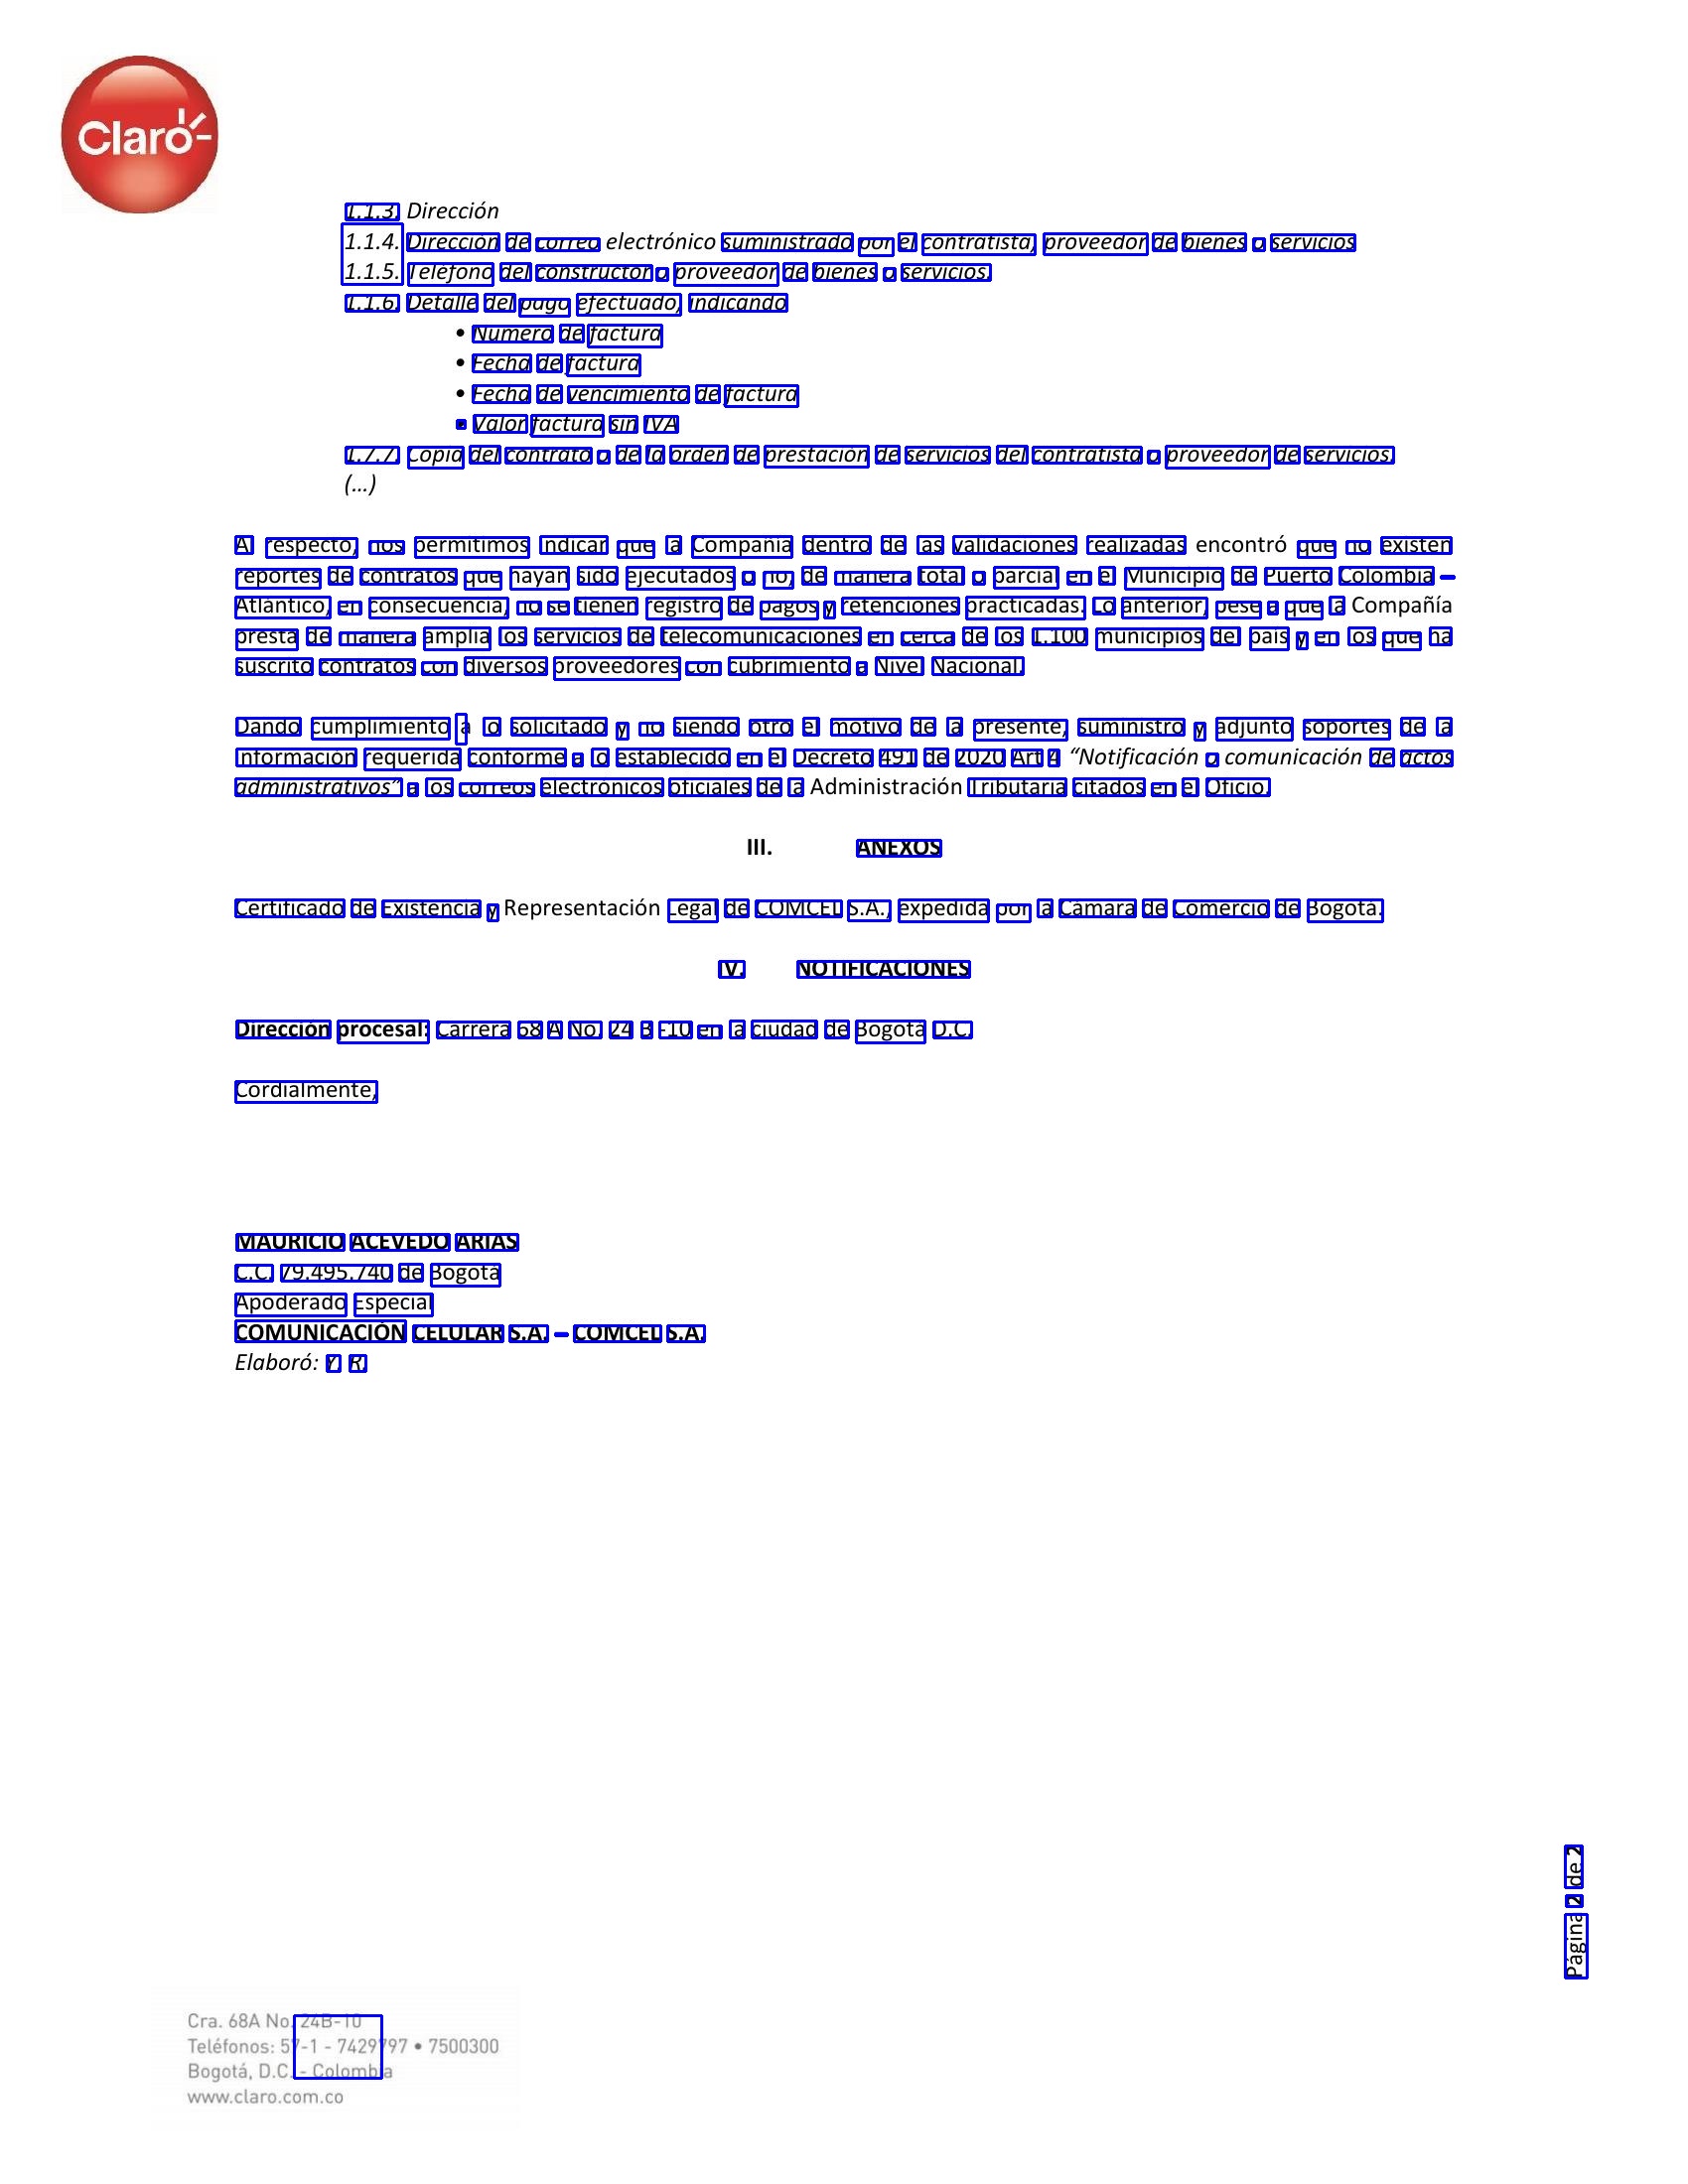 Claro
1.1.3. Dirección
1.1.4. Dirección de correo electrónico suministrado por el contratista, proveedor de bienes o servicios
1.1.5. Teléfono del constructor o proveedor de bienes o servicios.
1.1.6. Detalle del pago efectuado, indicando
• Número de factura
• Fecha de factura
• Fecha de vencimiento de factura
• Valor factura sin IVA
1.7.7. Copia del contrato o de la orden de prestación de servicios del contratista o proveedor de servicios.
(...)
Al respecto, nos permitimos indicar que la Compañía dentro de las validaciones realizadas encontró que no existen
reportes de contratos que hayan sido ejecutados o no, de manera total o parcial en el Municipio de Puerto Colombia –
Atlántico, en consecuencia, no se tienen registro de pagos y retenciones practicadas. Lo anterior, pese a que la Compañía
presta de manera amplia los servicios de telecomunicaciones en cerca de los 1.100 municipios del país y en los que ha
suscrito contratos con diversos proveedores con cubrimiento a Nivel Nacional.
Dando cumplimiento a lo solicitado y no siendo otro el motivo de la presente, suministro y adjunto soportes de la
información requerida conforme a lo establecido en el Decreto 491 de 2020 Art 4 “Notificación o comunicación de actos
administrativos” a los correos electrónicos oficiales de la Administración Tributaria citados en el Oficio.
III. ANEXOS
Certificado de Existencia y Representación Legal de COMCEL S.A., expedida por la Cámara de Comercio de Bogotá.
IV. NOTIFICACIONES
Dirección procesal: Carrera 68 A No. 24 B -10 en la ciudad de Bogotá D.C.
Cordialmente,
MAURICIO ACEVEDO ARIAS
C.C. 79.495.740 de Bogotá
Apoderado Especial
COMUNICACIÓN CELULAR S.A. – COMCEL S.A.
Elaboró: Y. R.
Página 2 de 2
Cra. 68A No. 24B-10
Teléfonos: 57-1 - 7429797 • 7500300
Bogotá, D.C. - Colombia
www.claro.com.co